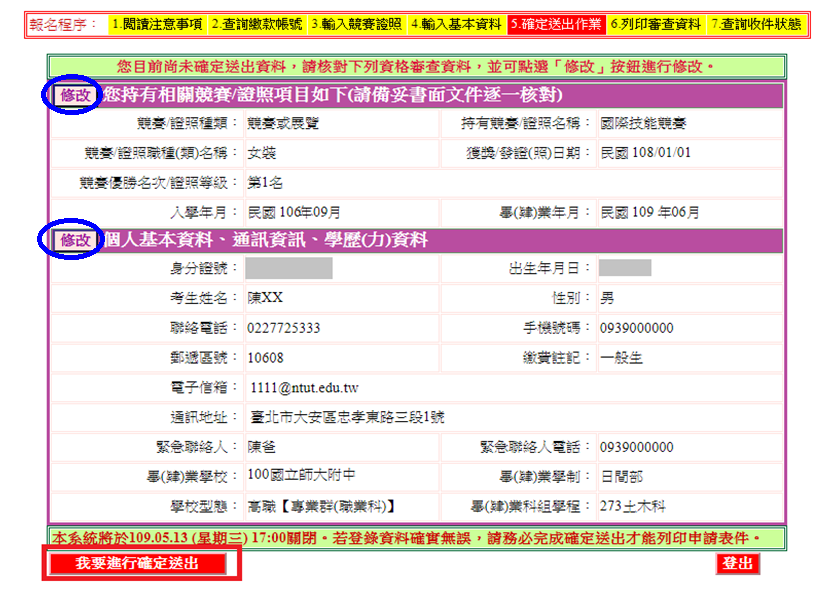 報名程序： 1.閱讀注意事項 2.查詢繳款帳號 3.輸入競賽證照 4.輸入基本資料 5.確定送出作業 6.列印審查資料 7.查詢收件狀態
您目前尚未確定送出資料，請核對下列資格審查資料，並可點選「修改」按鈕進行修改。
修改 您持有相關競賽/證照項目如下(請備妥書面文件逐一核對)
競賽/證照種類： 競賽或展覽 持有競賽/證照名稱： 國際技能競賽
競賽/證照職種(類)名稱： 女裝 獲獎/發證(照)日期： 民國 108/01/01
競賽優勝名次/證照等級： 第1名
入學年月： 民國 106年09月 畢(肄)業年月： 民國 109 年06月
修改 個人基本資料、通訊資訊、學歷(力)資料
身分證號： 出生年月日：
考生姓名： 陳XX 性別： 男
聯絡電話： 0227725333 手機號碼： 0939000000
郵遞區號： 10608 繳費註記： 一般生
電子信箱： 1111@ntut.edu.tw
通訊地址： 臺北市大安區忠孝東路三段1號
緊急聯絡人： 陳爸 緊急聯絡人電話： 0939000000
畢(肄)業學校： 100國立師大附中 畢(肄)業學制： 日間部
學校型態： 高職【專業群(職業科)】 畢(肄)業科組學程： 273土木科
本系統將於109.05.13 (星期三) 17:00關閉。若登錄資料確實無誤，請務必完成確定送出才能列印申請表件。
我要進行確定送出 登出